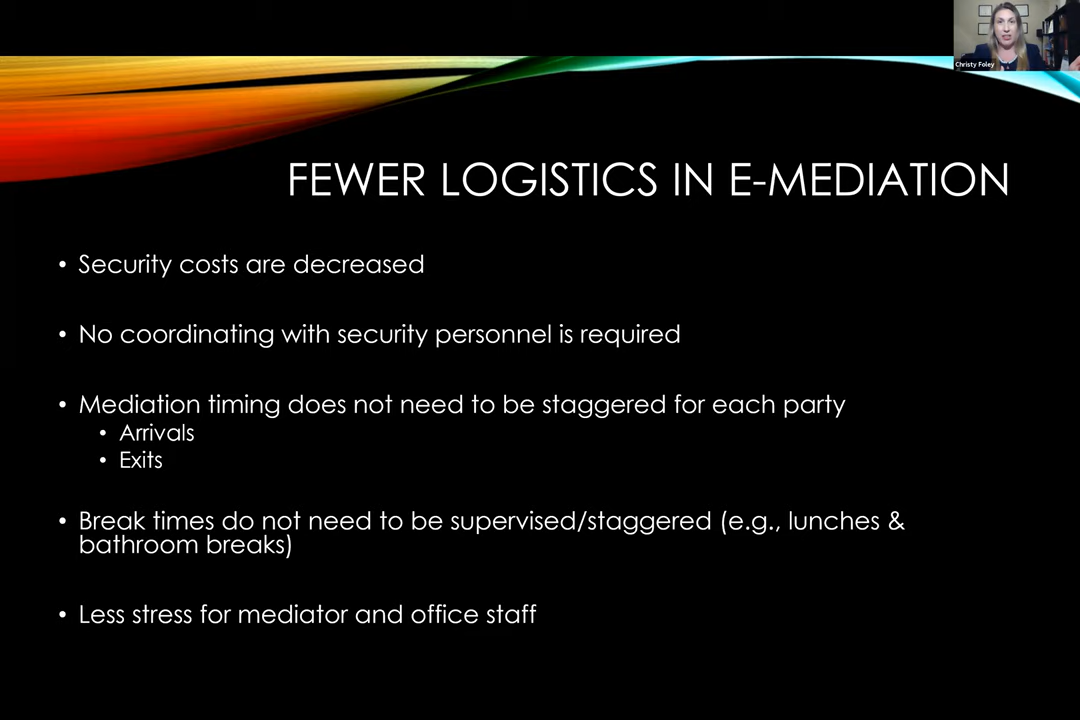 Christy Foley
FEWER LOGISTICS IN E-MEDIATION
• Security costs are decreased
• No coordinating with security personnel is required
• Mediation timing does not need to be staggered for each party
• Arrivals
• Exits
• Break times do not need to be supervised/staggered (e.g., lunches &
bathroom breaks)
• Less stress for mediator and office staff